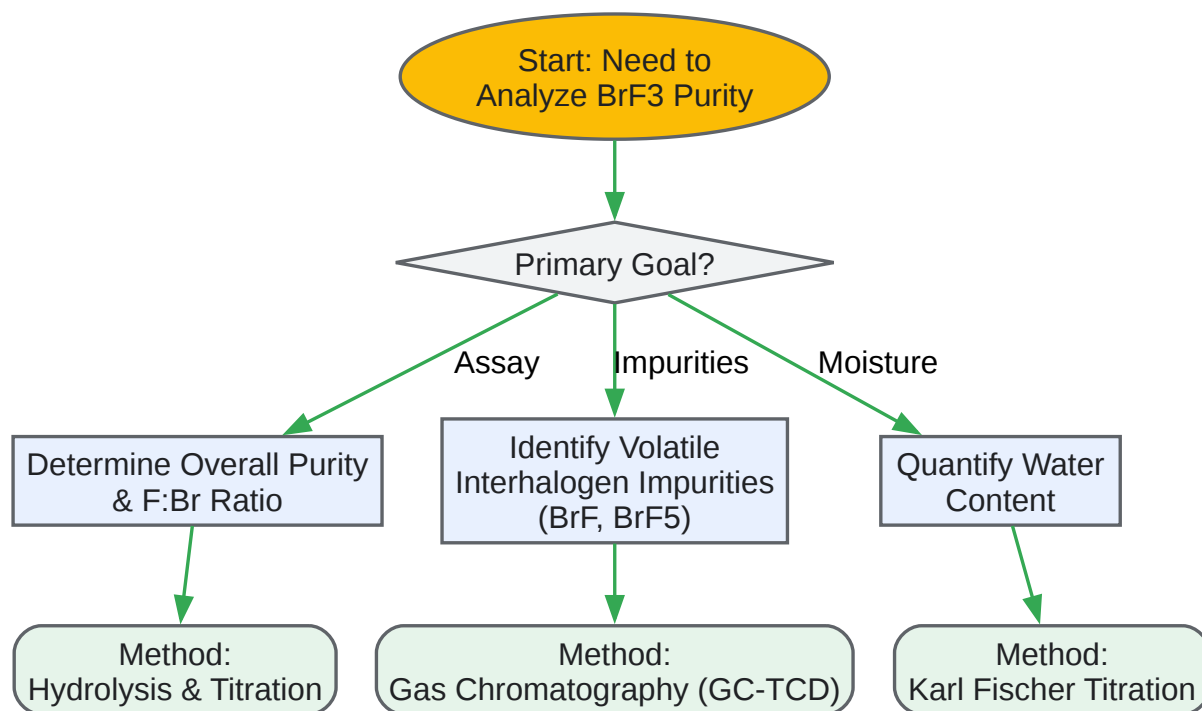 Start: Need to
Analyze BrF3 Purity
Primary Goal?
Assay
Impurities
Moisture
Determine Overall Purity
& F:Br Ratio
Identify Volatile
Interhalogen Impurities
(BrF, BrF5)
Quantify Water
Content
Method:
Hydrolysis & Titration
Method:
Gas Chromatography (GC-TCD)
Method:
Karl Fischer Titration